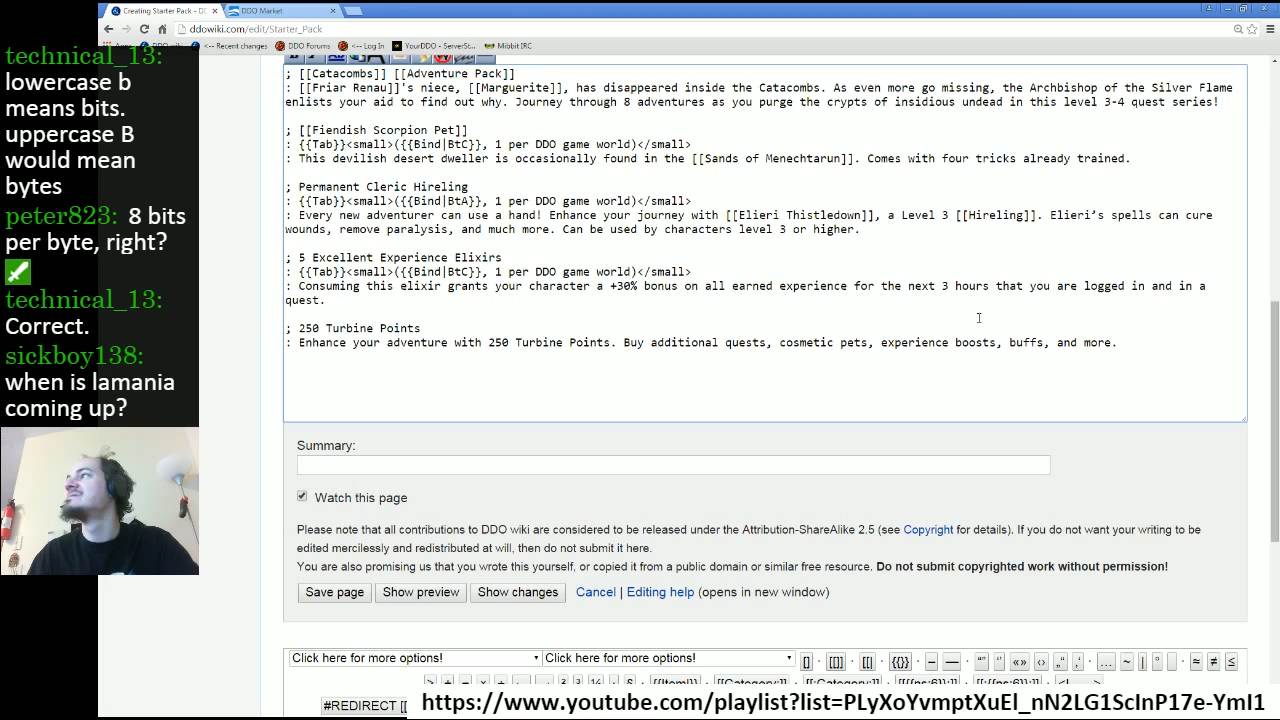 Creating Starter Pack - DD
DDO Market
ddowiki.com/edit/Starter_Pack
<-- Recent changes
DDO Forums
<-- Log In
YourDDO - ServerSt...
Mibbit IRC
technical_13:
lowercase b
means bits.
uppercase B
would mean
bytes
peter823: 8 bits
per byte, right?
technical_13:
Correct.
sickboy138:
when is lamania
coming up?
; [[Catacombs]] [[Adventure Pack]]
: [[Friar Renau]]'s niece, [[Marguerite]], has disappeared inside the Catacombs. As even more go missing, the Archbishop of the Silver Flame
enlists your aid to find out why. Journey through 8 adventures as you purge the crypts of insidious undead in this level 3-4 quest series!
; [[Fiendish Scorpion Pet]]
: {{Tab}}<small>({{Bind|BtC}}, 1 per DDO game world)</small>
: This devilish desert dweller is occasionally found in the [[Sands of Menechtarun]]. Comes with four tricks already trained.
; Permanent Cleric Hireling
: {{Tab}}<small>({{Bind|BtA}}, 1 per DDO game world)</small>
: Every new adventurer can use a hand! Enhance your journey with [[Elieri Thistledown]], a Level 3 [[Hireling]]. Elieri's spells can cure
wounds, remove paralysis, and much more. Can be used by characters level 3 or higher.
; 5 Excellent Experience Elixirs
: {{Tab}}<small>({{Bind|BtC}}, 1 per DDO game world)</small>
: Consuming this elixir grants your character a +30% bonus on all earned experience for the next 3 hours that you are logged in and in a
quest.
; 250 Turbine Points
: Enhance your adventure with 250 Turbine Points. Buy additional quests, cosmetic pets, experience boosts, buffs, and more.
Summary:
Watch this page
Please note that all contributions to DDO wiki are considered to be released under the Attribution-ShareAlike 2.5 (see Copyright for details). If you do not want your writing to be
edited mercilessly and redistributed at will, then do not submit it here.
You are also promising us that you wrote this yourself, or copied it from a public domain or similar free resource. Do not submit copyrighted work without permission!
Save page Show preview Show changes Cancel | Editing help (opens in new window)
Click here for more options! Click here for more options!
#REDIRECT [[
https://www.youtube.com/playlist?list=PLyXoYvmptXuEl_nN2LG1ScInP17e-YmI1